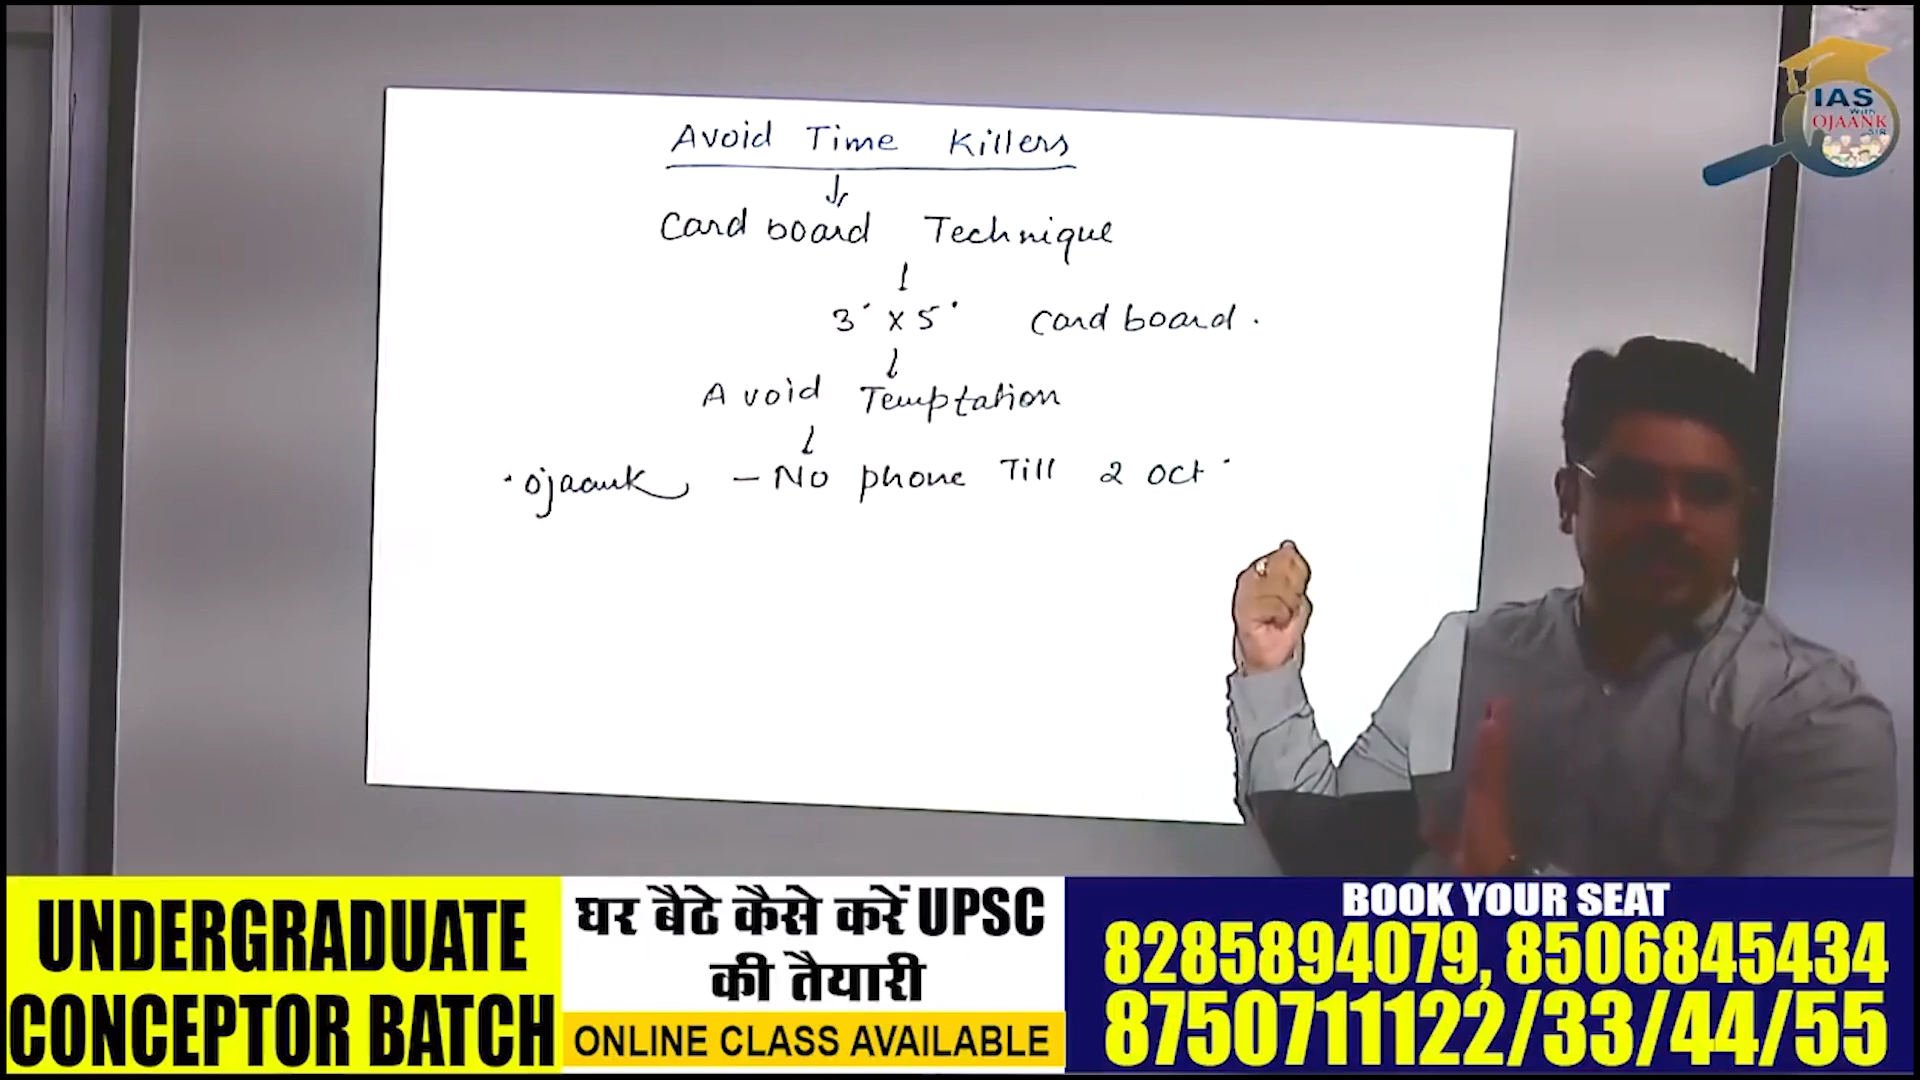 IAS
With
OJAANK
SIR
Avoid Time Killers
Card board Technique
3" x 5" Card board.
Avoid Temptation
ojaank — No phone Till 2 Oct
UNDERGRADUATE
CONCEPTOR BATCH
घर बैठे कैसे करें UPSC
की तैयारी
ONLINE CLASS AVAILABLE
BOOK YOUR SEAT
8285894079, 8506845434
8750711122/33/44/55